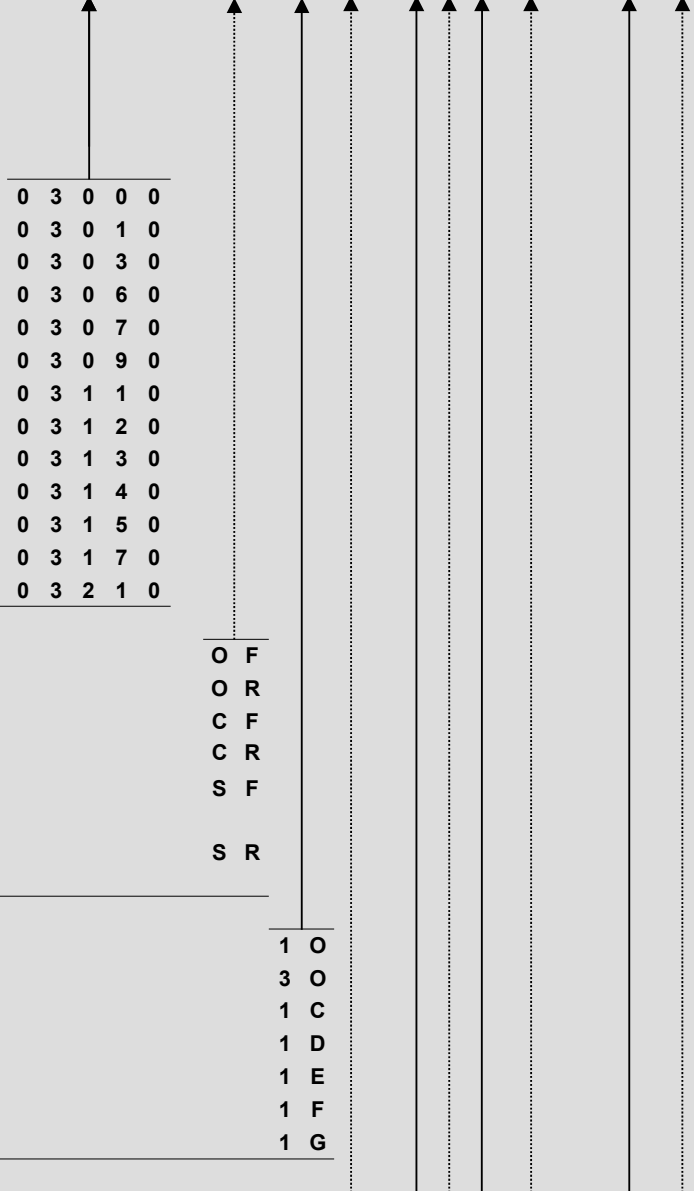 0 3 0 0 0
0 3 0 1 0
0 3 0 3 0
0 3 0 6 0
0 3 0 7 0
0 3 0 9 0
0 3 1 1 0
0 3 1 2 0
0 3 1 3 0
0 3 1 4 0
0 3 1 5 0
0 3 1 7 0
0 3 2 1 0
O F
O R
C F
C R
S F
S R
1 O
3 O
1 C
1 D
1 E
1 F
1 G